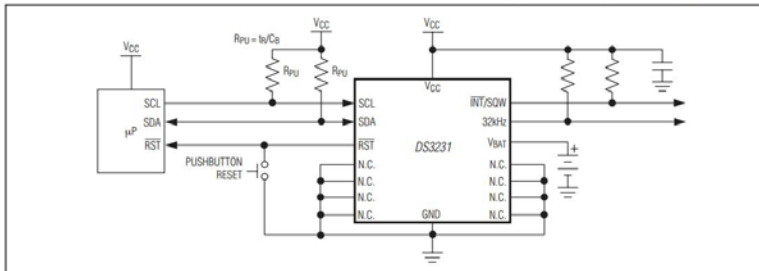 VCC
RPU = tR/CB
VCC
VCC
RPU
RPU
VCC
SCL
SCL
INT/SQW
SDA
SDA
32kHz
μP
RST
RST
DS3231
VBAT
PUSHBUTTON
RESET
N.C.
N.C.
N.C.
N.C.
N.C.
N.C.
N.C.
N.C.
GND
+